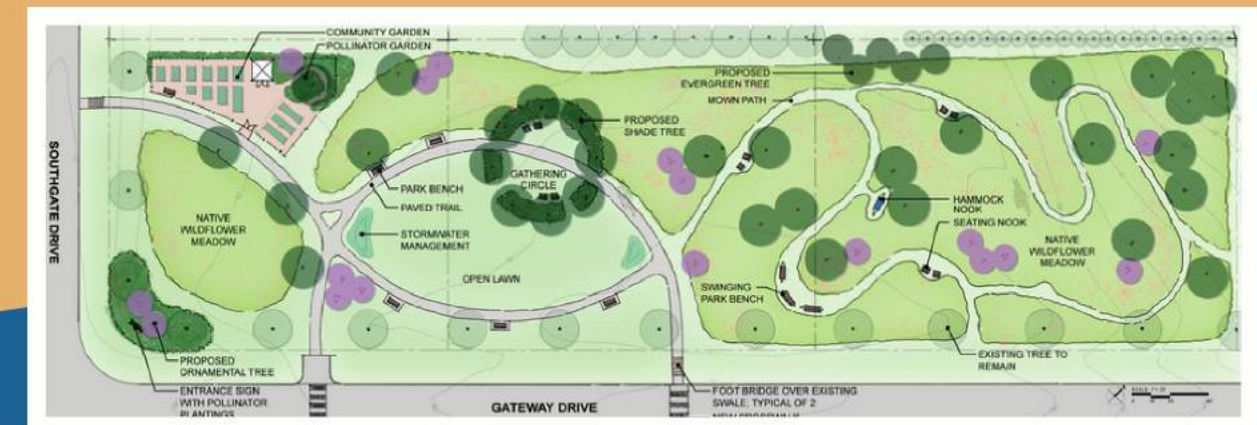 COMMUNITY GARDEN
POLLINATOR GARDEN
PROPOSED
EVERGREEN TREE
MOWN PATH
PROPOSED
SHADE TREE
SOUTHGATE DRIVE
GATHERING
CIRCLE
PARK BENCH
PAVED TRAIL
HAMMOCK
NOOK
SEATING NOOK
NATIVE
WILDFLOWER
MEADOW
STORMWATER
MANAGEMENT
NATIVE
WILDFLOWER
MEADOW
OPEN LAWN
SWINGING
PARK BENCH
PROPOSED
ORNAMENTAL TREE
EXISTING TREE TO
REMAIN
ENTRANCE SIGN
WITH POLLINATOR
PLANTINGS
GATEWAY DRIVE
FOOT BRIDGE OVER EXISTING
SWALE; TYPICAL OF 2